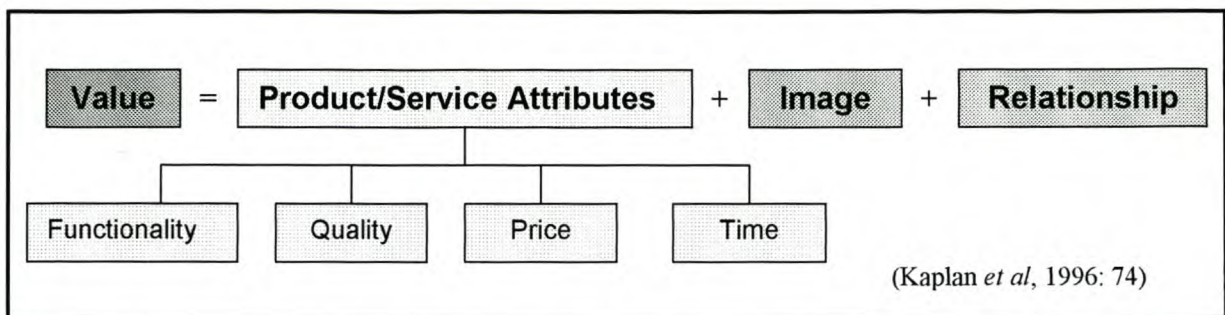 Value = Product/Service Attributes + Image + Relationship
Functionality Quality Price Time
(Kaplan et al, 1996: 74)